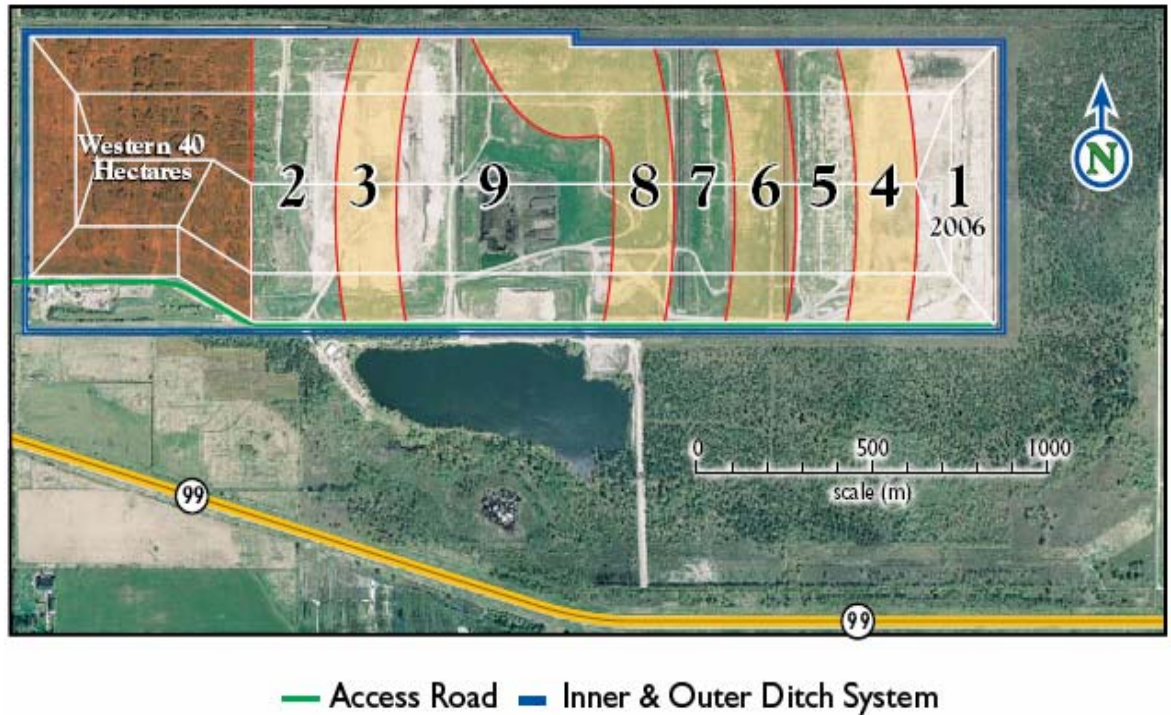 Western 40
Hectares
2
3
9
8
7
6
5
4
1
2006
N
0 500 1000
scale (m)
99
99
Access Road Inner & Outer Ditch System